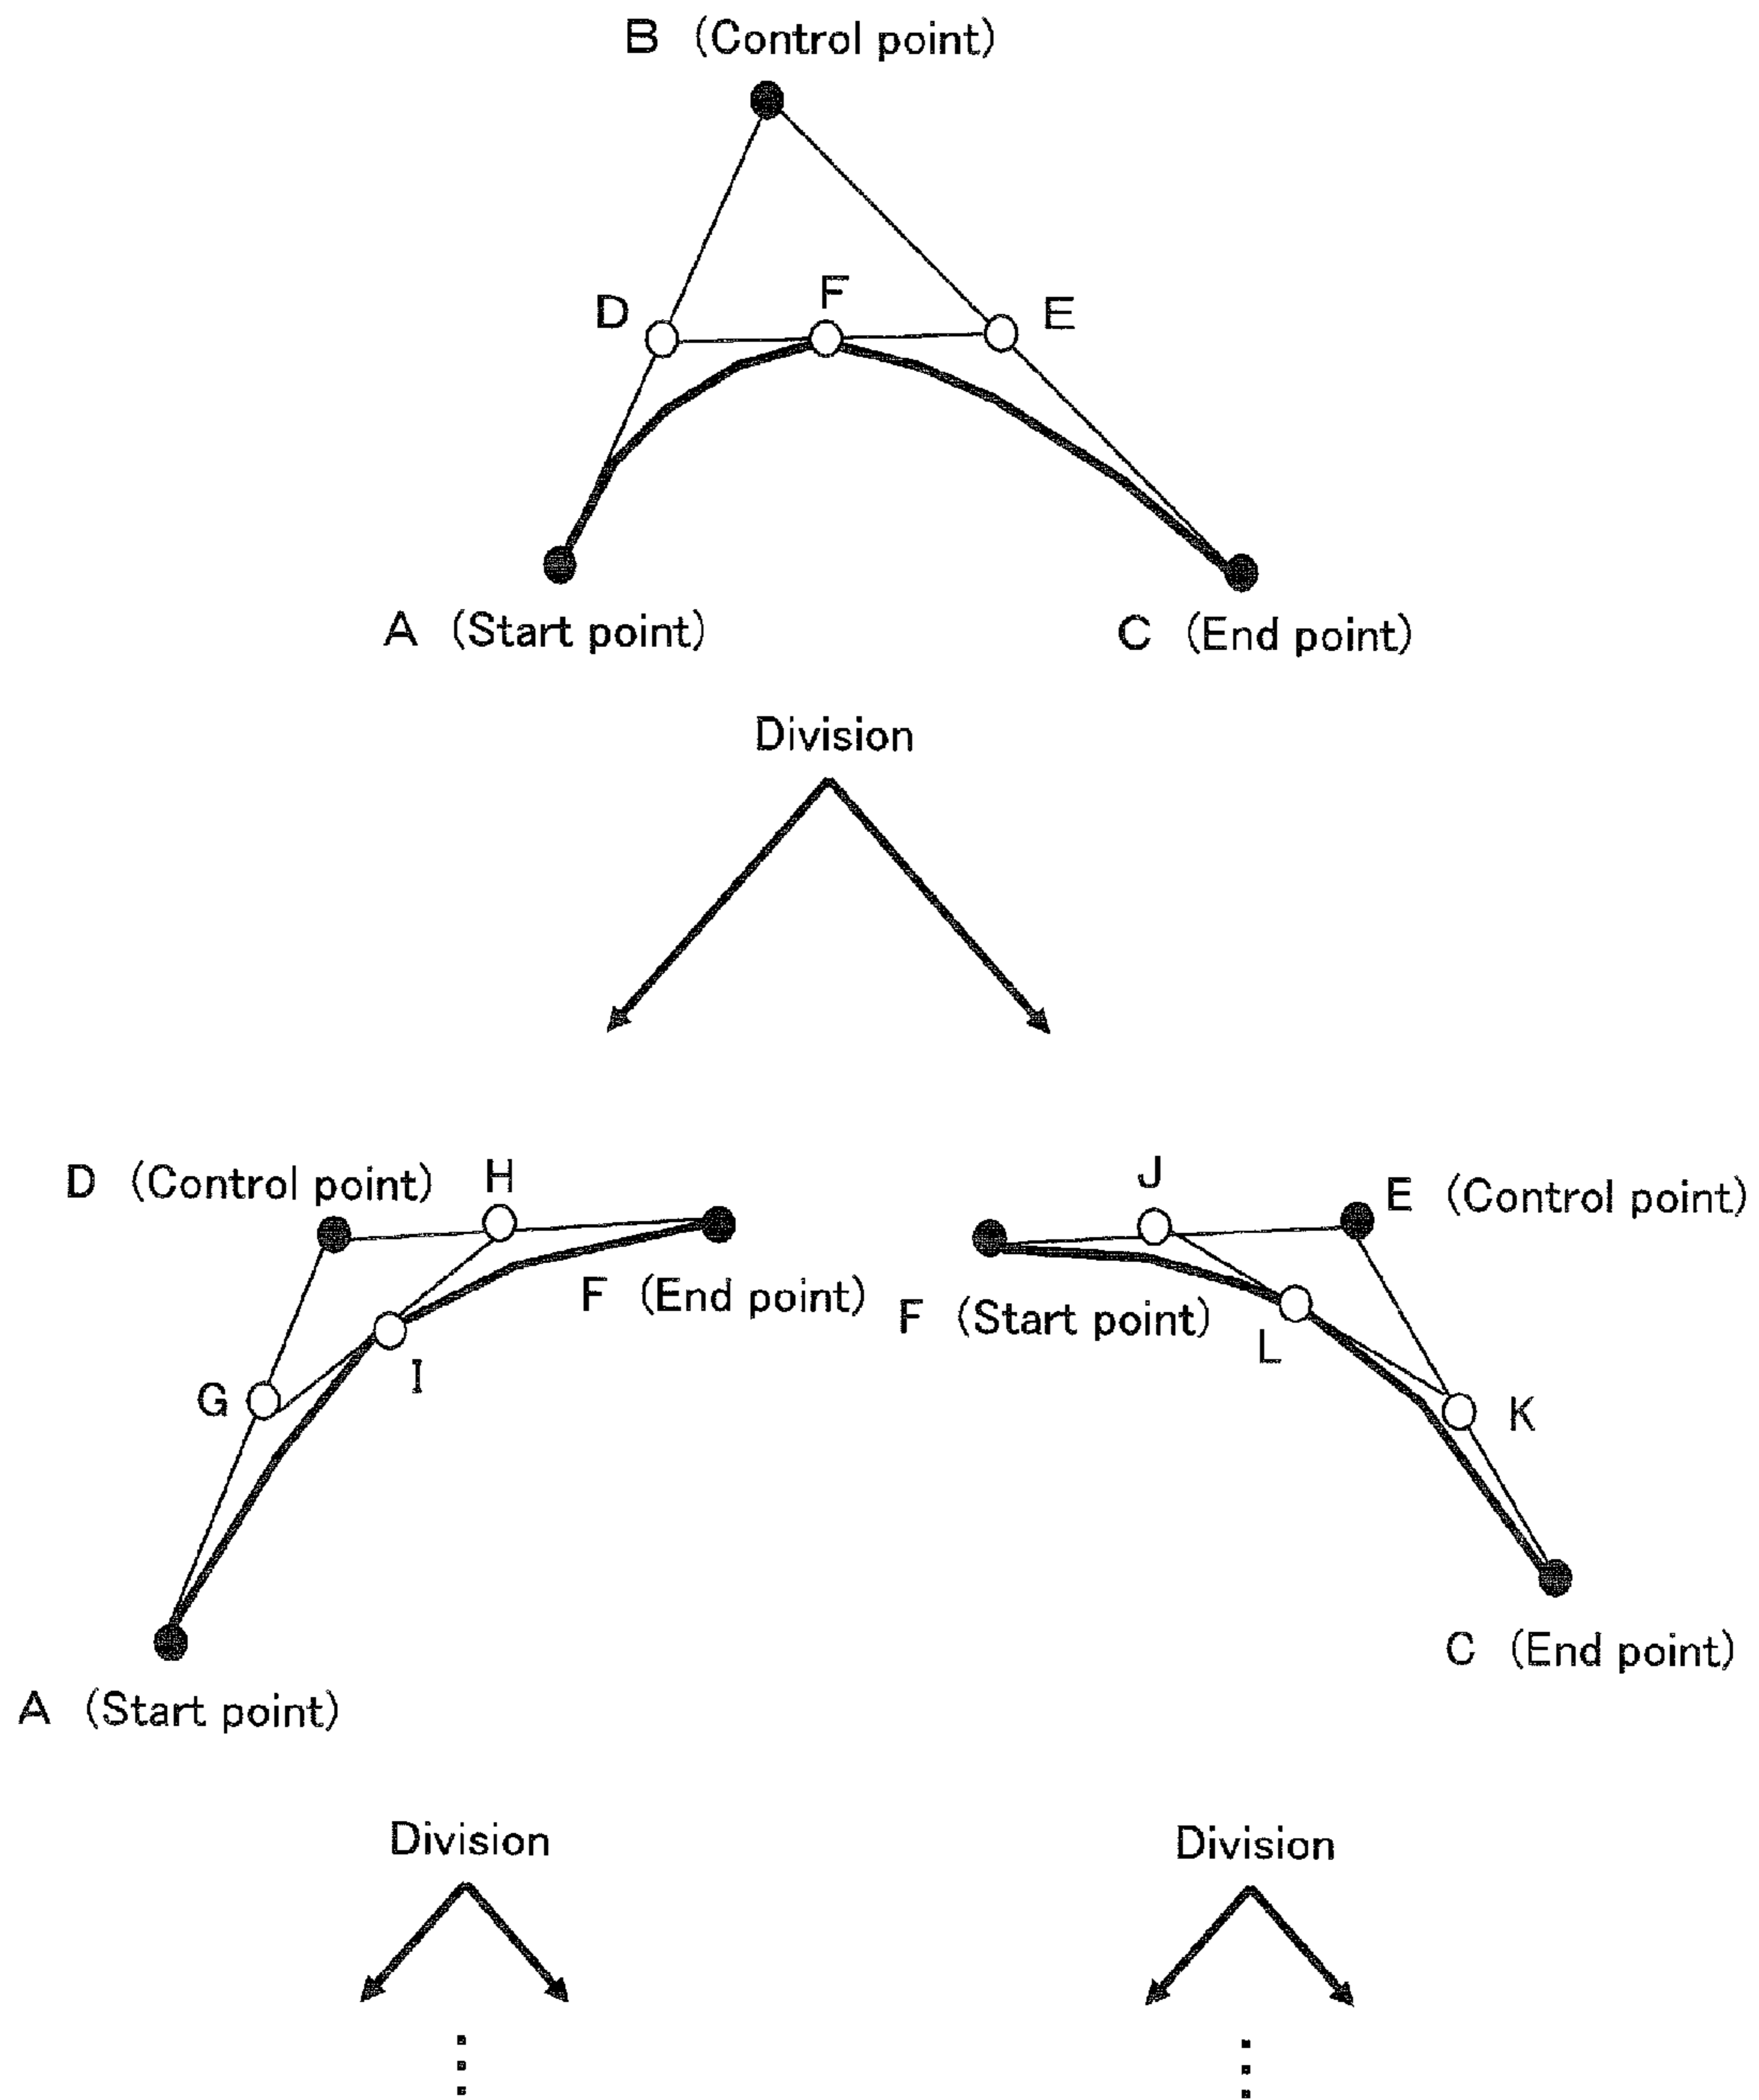 B (Control point)
D
F
E
A (Start point)
C (End point)
Division
D (Control point)
H
J
E (Control point)
F (End point)
F (Start point)
G
I
L
K
A (Start point)
C (End point)
Division
Division